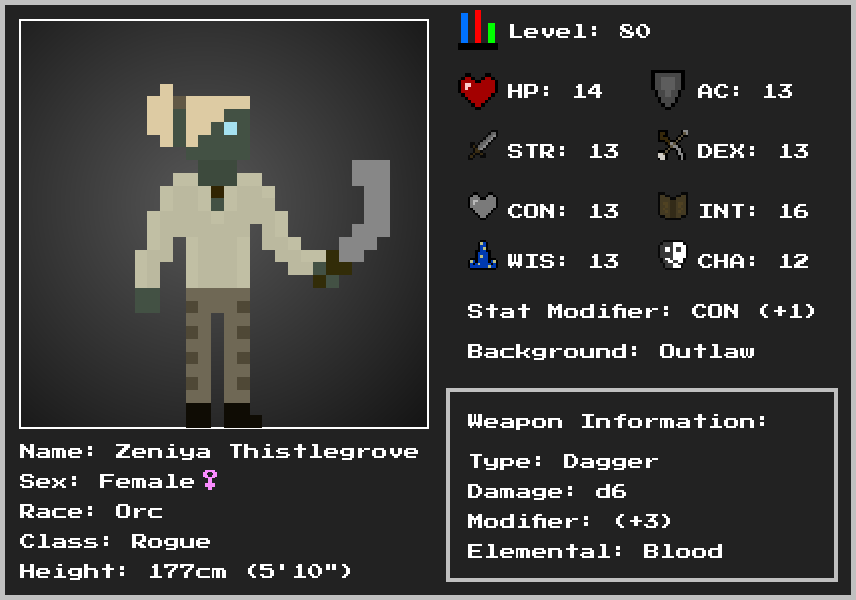 Level: 80
HP: 14
AC: 13
STR: 13
DEX: 13
CON: 13
INT: 16
WIS: 13
CHA: 12
Stat Modifier: CON (+1)
Background: Outlaw
Weapon Information:
Type: Dagger
Damage: d6
Modifier: (+3)
Elemental: Blood
Name: Zeniya Thistlegrove
Sex: Female♀
Race: Orc
Class: Rogue
Height: 177cm (5'10")